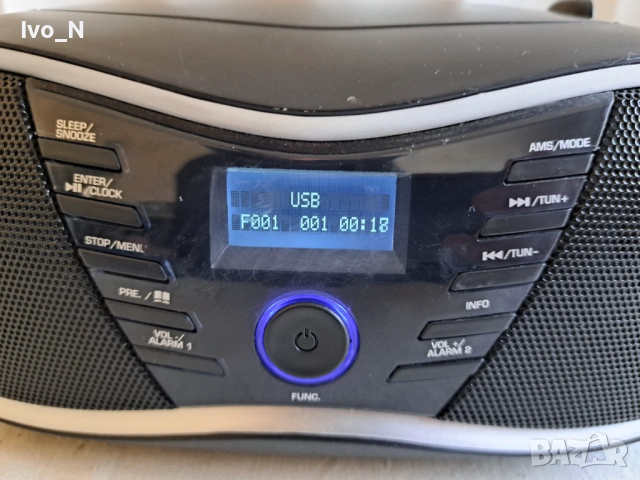 Ivo_N
SLEEP/
SNOOZE
ENTER/
/CLOCK
STOP/MENU
PRE. /
VOL -/
ALARM 1
USB
F001 001 00:18
FUNC.
AMS/MODE
/TUN+
/TUN-
INFO
VOL +/
ALARM 2
BAZAR